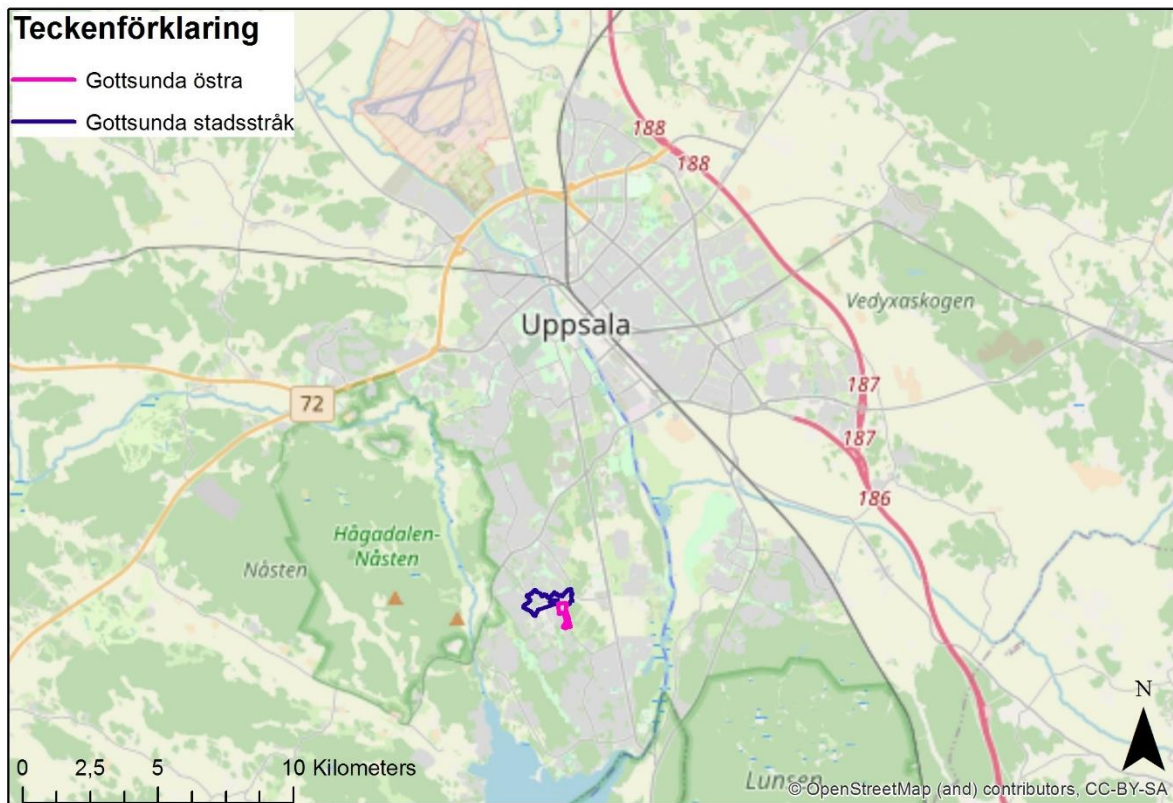 Teckenförklaring
Gottsunda östra
Gottsunda stadsstråk
188
188
Vedyxaskogen
Uppsala
187
72
187
186
Hågadalen-
Nåsten
Nåsten
N
0 2,5 5 10 Kilometers
Lunsen
© OpenStreetMap (and) contributors, CC-BY-SA